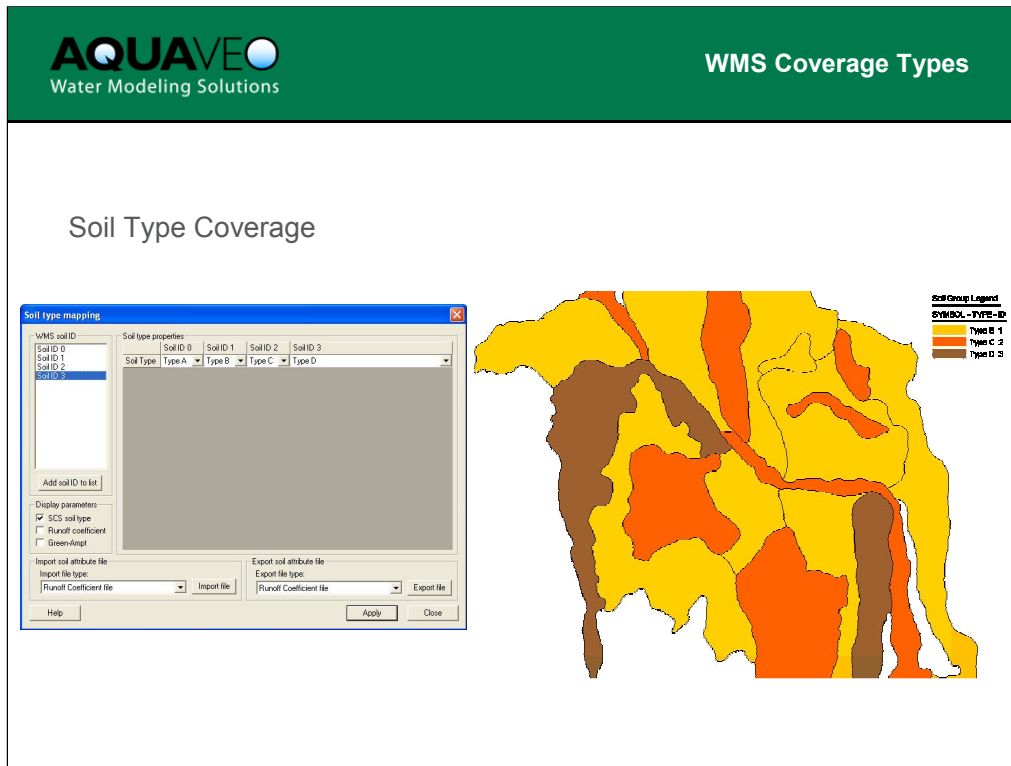 AQUAVEO
Water Modeling Solutions
WMS Coverage Types
Soil Type Coverage
Soil type mapping
WMS soil ID
Soil ID 0
Soil ID 1
Soil ID 2
Soil ID 3
Add soil ID to list
Display parameters
SCS soil type
Runoff coefficient
Green-Ampt
Soil type properties
Soil ID 0 Soil ID 1 Soil ID 2 Soil ID 3
Soil Type Type A Type B Type C Type D
Import soil attribute file
Import file type:
Runoff Coefficient file Import file
Export soil attribute file
Export file type:
Runoff Coefficient file Export file
Help Apply Close
Soil Group Legend
SYMBOL - TYPE - ID
Type B 1
Type C 2
Type D 3